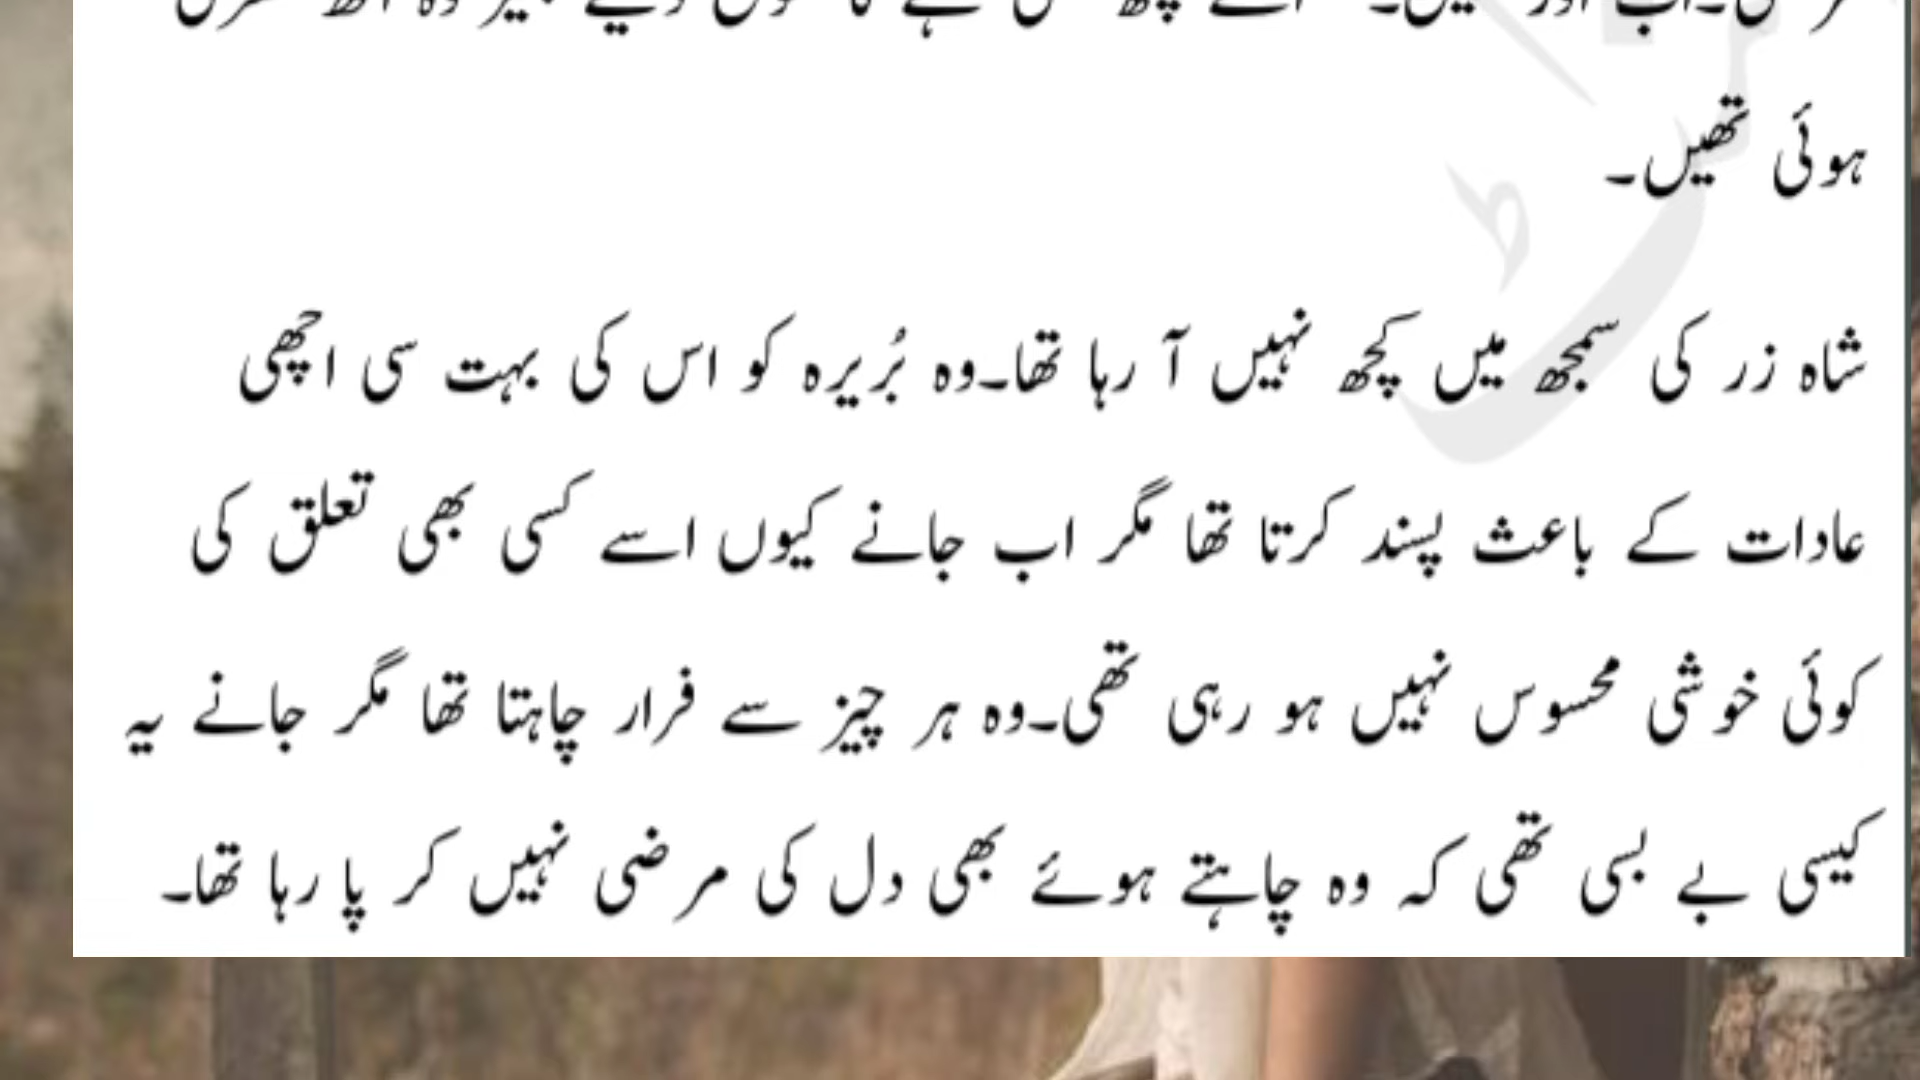 ہوئی تھیں۔
شاہ زر کی سمجھ میں کچھ نہیں آ رہا تھا۔وہ بُریرہ کو اس کی بہت سی اچھی
عادات کے باعث پسند کرتا تھا مگر اب جانے کیوں اسے کسی بھی تعلق کی
کوئی خوشی محسوس نہیں ہو رہی تھی۔وہ ہر چیز سے فرار چاہتا تھا مگر جانے یہ
کیسی بے بسی تھی کہ وہ چاہتے ہوئے بھی دل کی مرضی نہیں کر پا رہا تھا۔